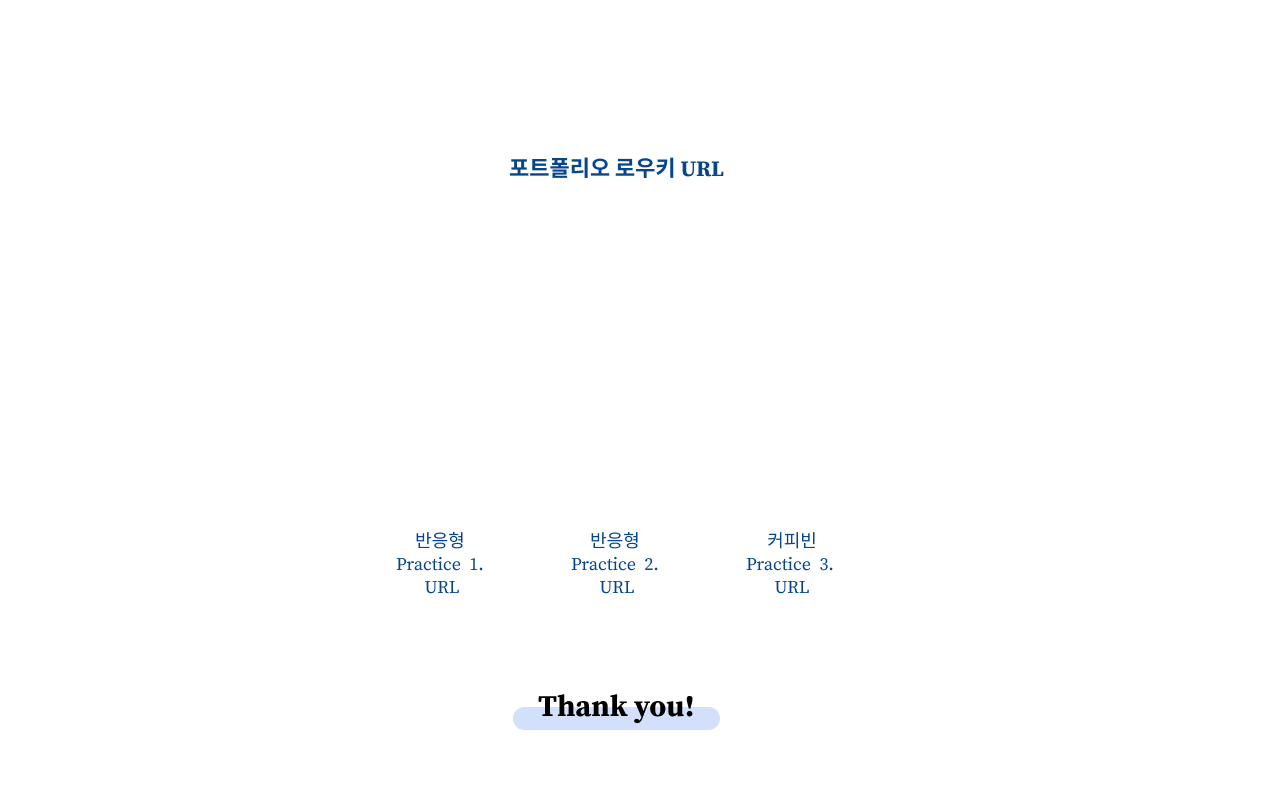 포트폴리오 로우키 URL
반응형
Practice 1.
URL
반응형
Practice 2.
URL
커피빈
Practice 3.
URL
Thank you!